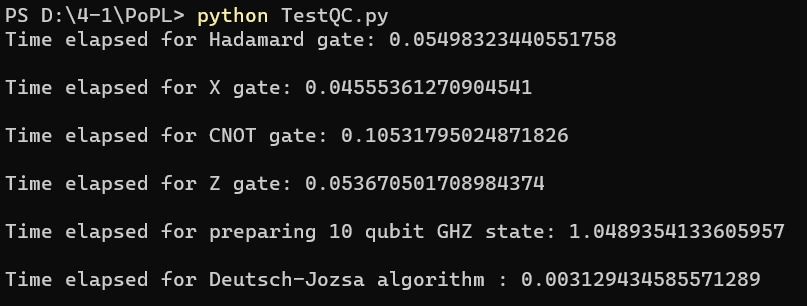 PS D:\4-1\PoPL> python TestQC.py
Time elapsed for Hadamard gate: 0.05498323440551758
Time elapsed for X gate: 0.04555361270904541
Time elapsed for CNOT gate: 0.10531795024871826
Time elapsed for Z gate: 0.053670501708984374
Time elapsed for preparing 10 qubit GHZ state: 1.0489354133605957
Time elapsed for Deutsch-Jozsa algorithm : 0.0031294345855712​89